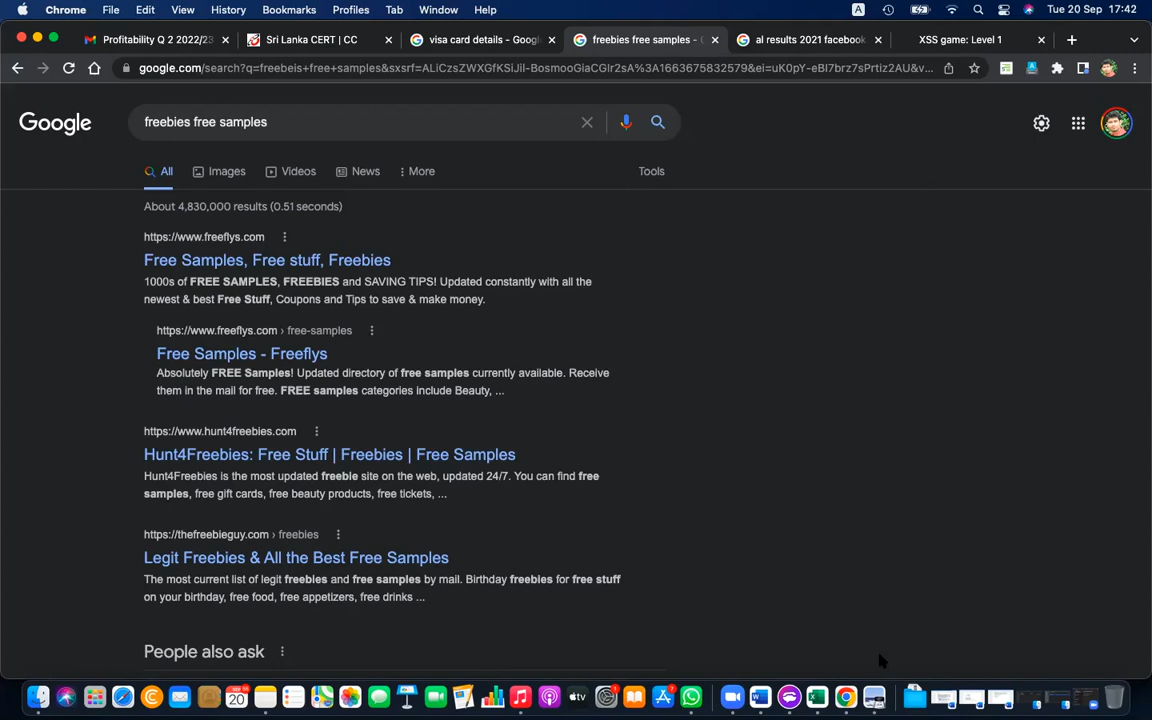 Chrome File Edit View History Bookmarks Profiles Tab Window Help A Tue 20 Sep 17:42
Profitability Q 2 2022/23 Sri Lanka CERT | CC visa card details - Googl freebies free samples - al results 2021 facebook XSS game: Level 1
google.com/search?q=freebeis+free+samples&sxsrf=
Google freebies free samples
All Images Videos News More Tools
About 4,830,000 results (0.51 seconds)
https://www.freeflys.com
Free Samples, Free stuff, Freebies
1000s of FREE SAMPLES, FREEBIES and SAVING TIPS! Updated constantly with all the
newest & best Free Stuff, Coupons and Tips to save & make money.
https://www.freeflys.com › free-samples
Free Samples - Freeflys
Absolutely FREE Samples! Updated directory of free samples currently available. Receive
them in the mail for free. FREE samples categories include Beauty, ...
https://www.hunt4freebies.com
Hunt4Freebies: Free Stuff | Freebies | Free Samples
Hunt4Freebies is the most updated freebie site on the web, updated 24/7. You can find free
samples, free gift cards, free beauty products, free tickets, ...
https://thefreebieguy.com › freebies
Legit Freebies & All the Best Free Samples
The most current list of legit freebies and free samples by mail. Birthday freebies for free stuff
on your birthday, free food, free appetizers, free drinks ...
People also ask
20 tv